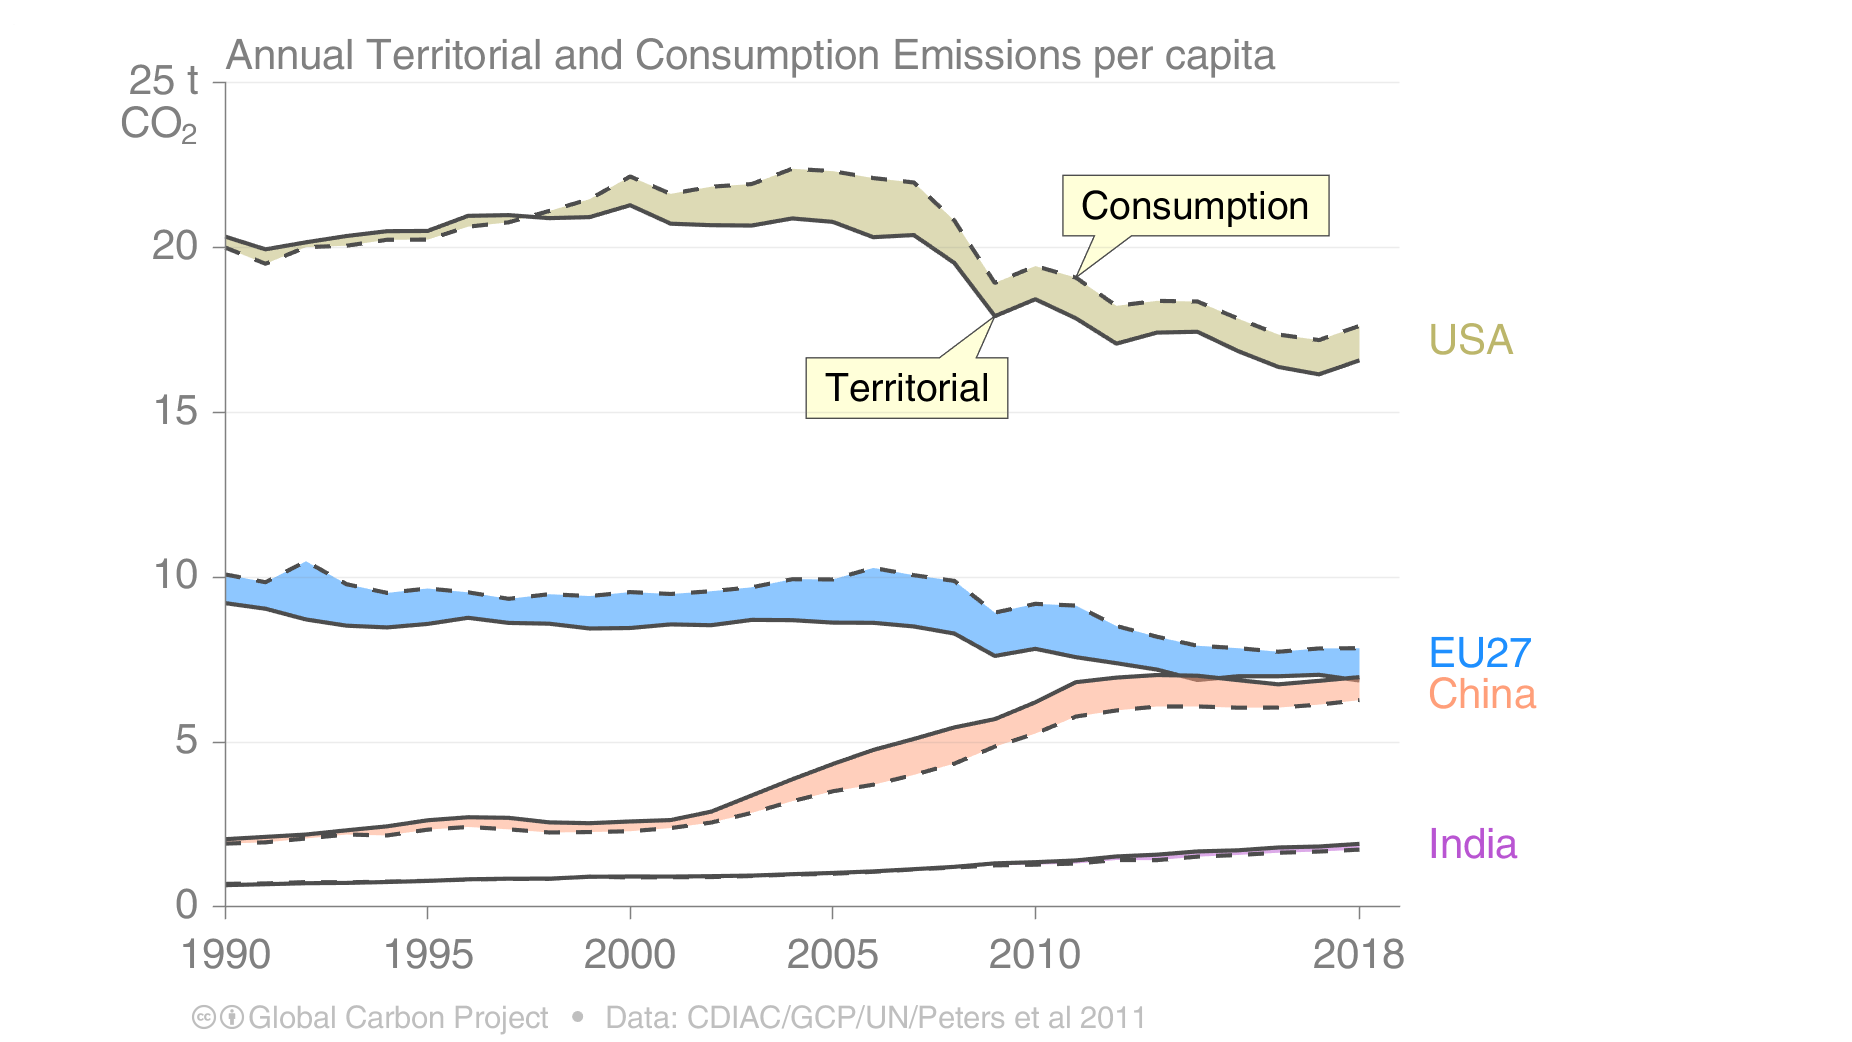 Annual Territorial and Consumption Emissions per capita
25 t
CO₂
20
15
10
5
0
Consumption
Territorial
USA
EU27
China
India
1990 1995 2000 2005 2010 2018
cc Global Carbon Project • Data: CDIAC/GCP/UN/Peters et al 2011